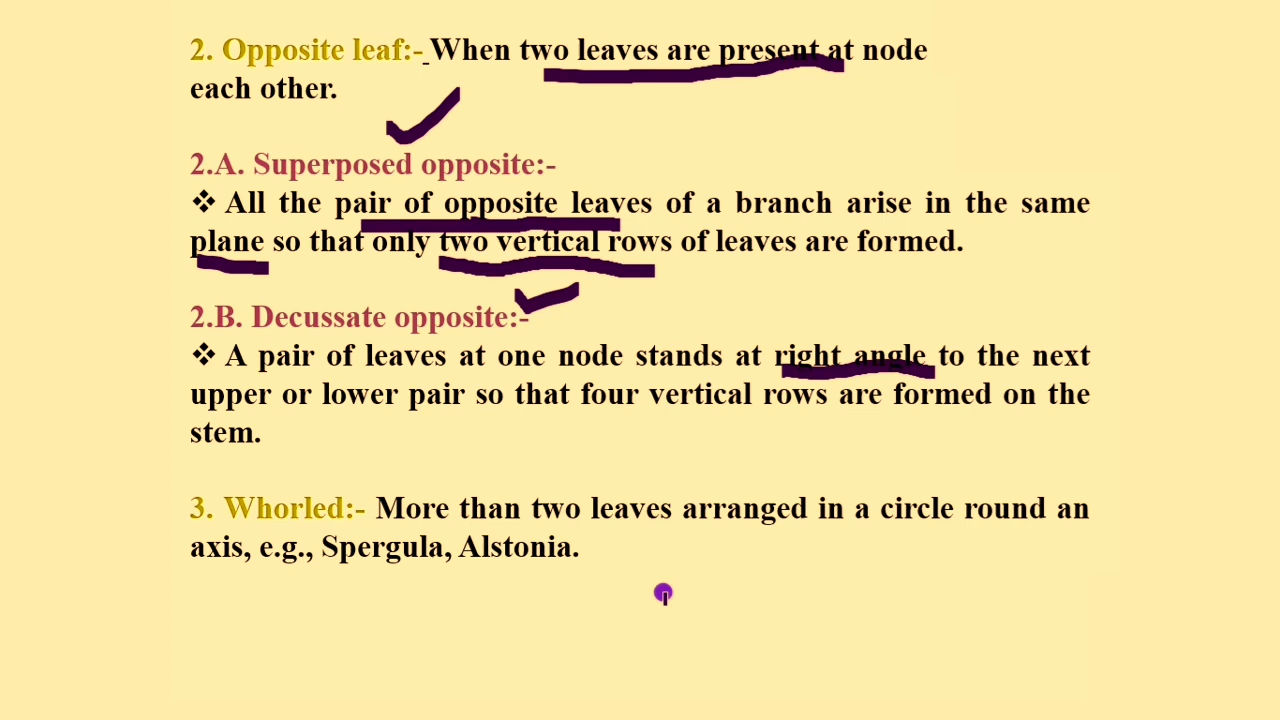 2. Opposite leaf:- When two leaves are present at node
each other.
2.A. Superposed opposite:-
❖ All the pair of opposite leaves of a branch arise in the same
plane so that only two vertical rows of leaves are formed.
2.B. Decussate opposite:-
❖ A pair of leaves at one node stands at right angle to the next
upper or lower pair so that four vertical rows are formed on the
stem.
3. Whorled:- More than two leaves arranged in a circle round an
axis, e.g., Spergula, Alstonia.